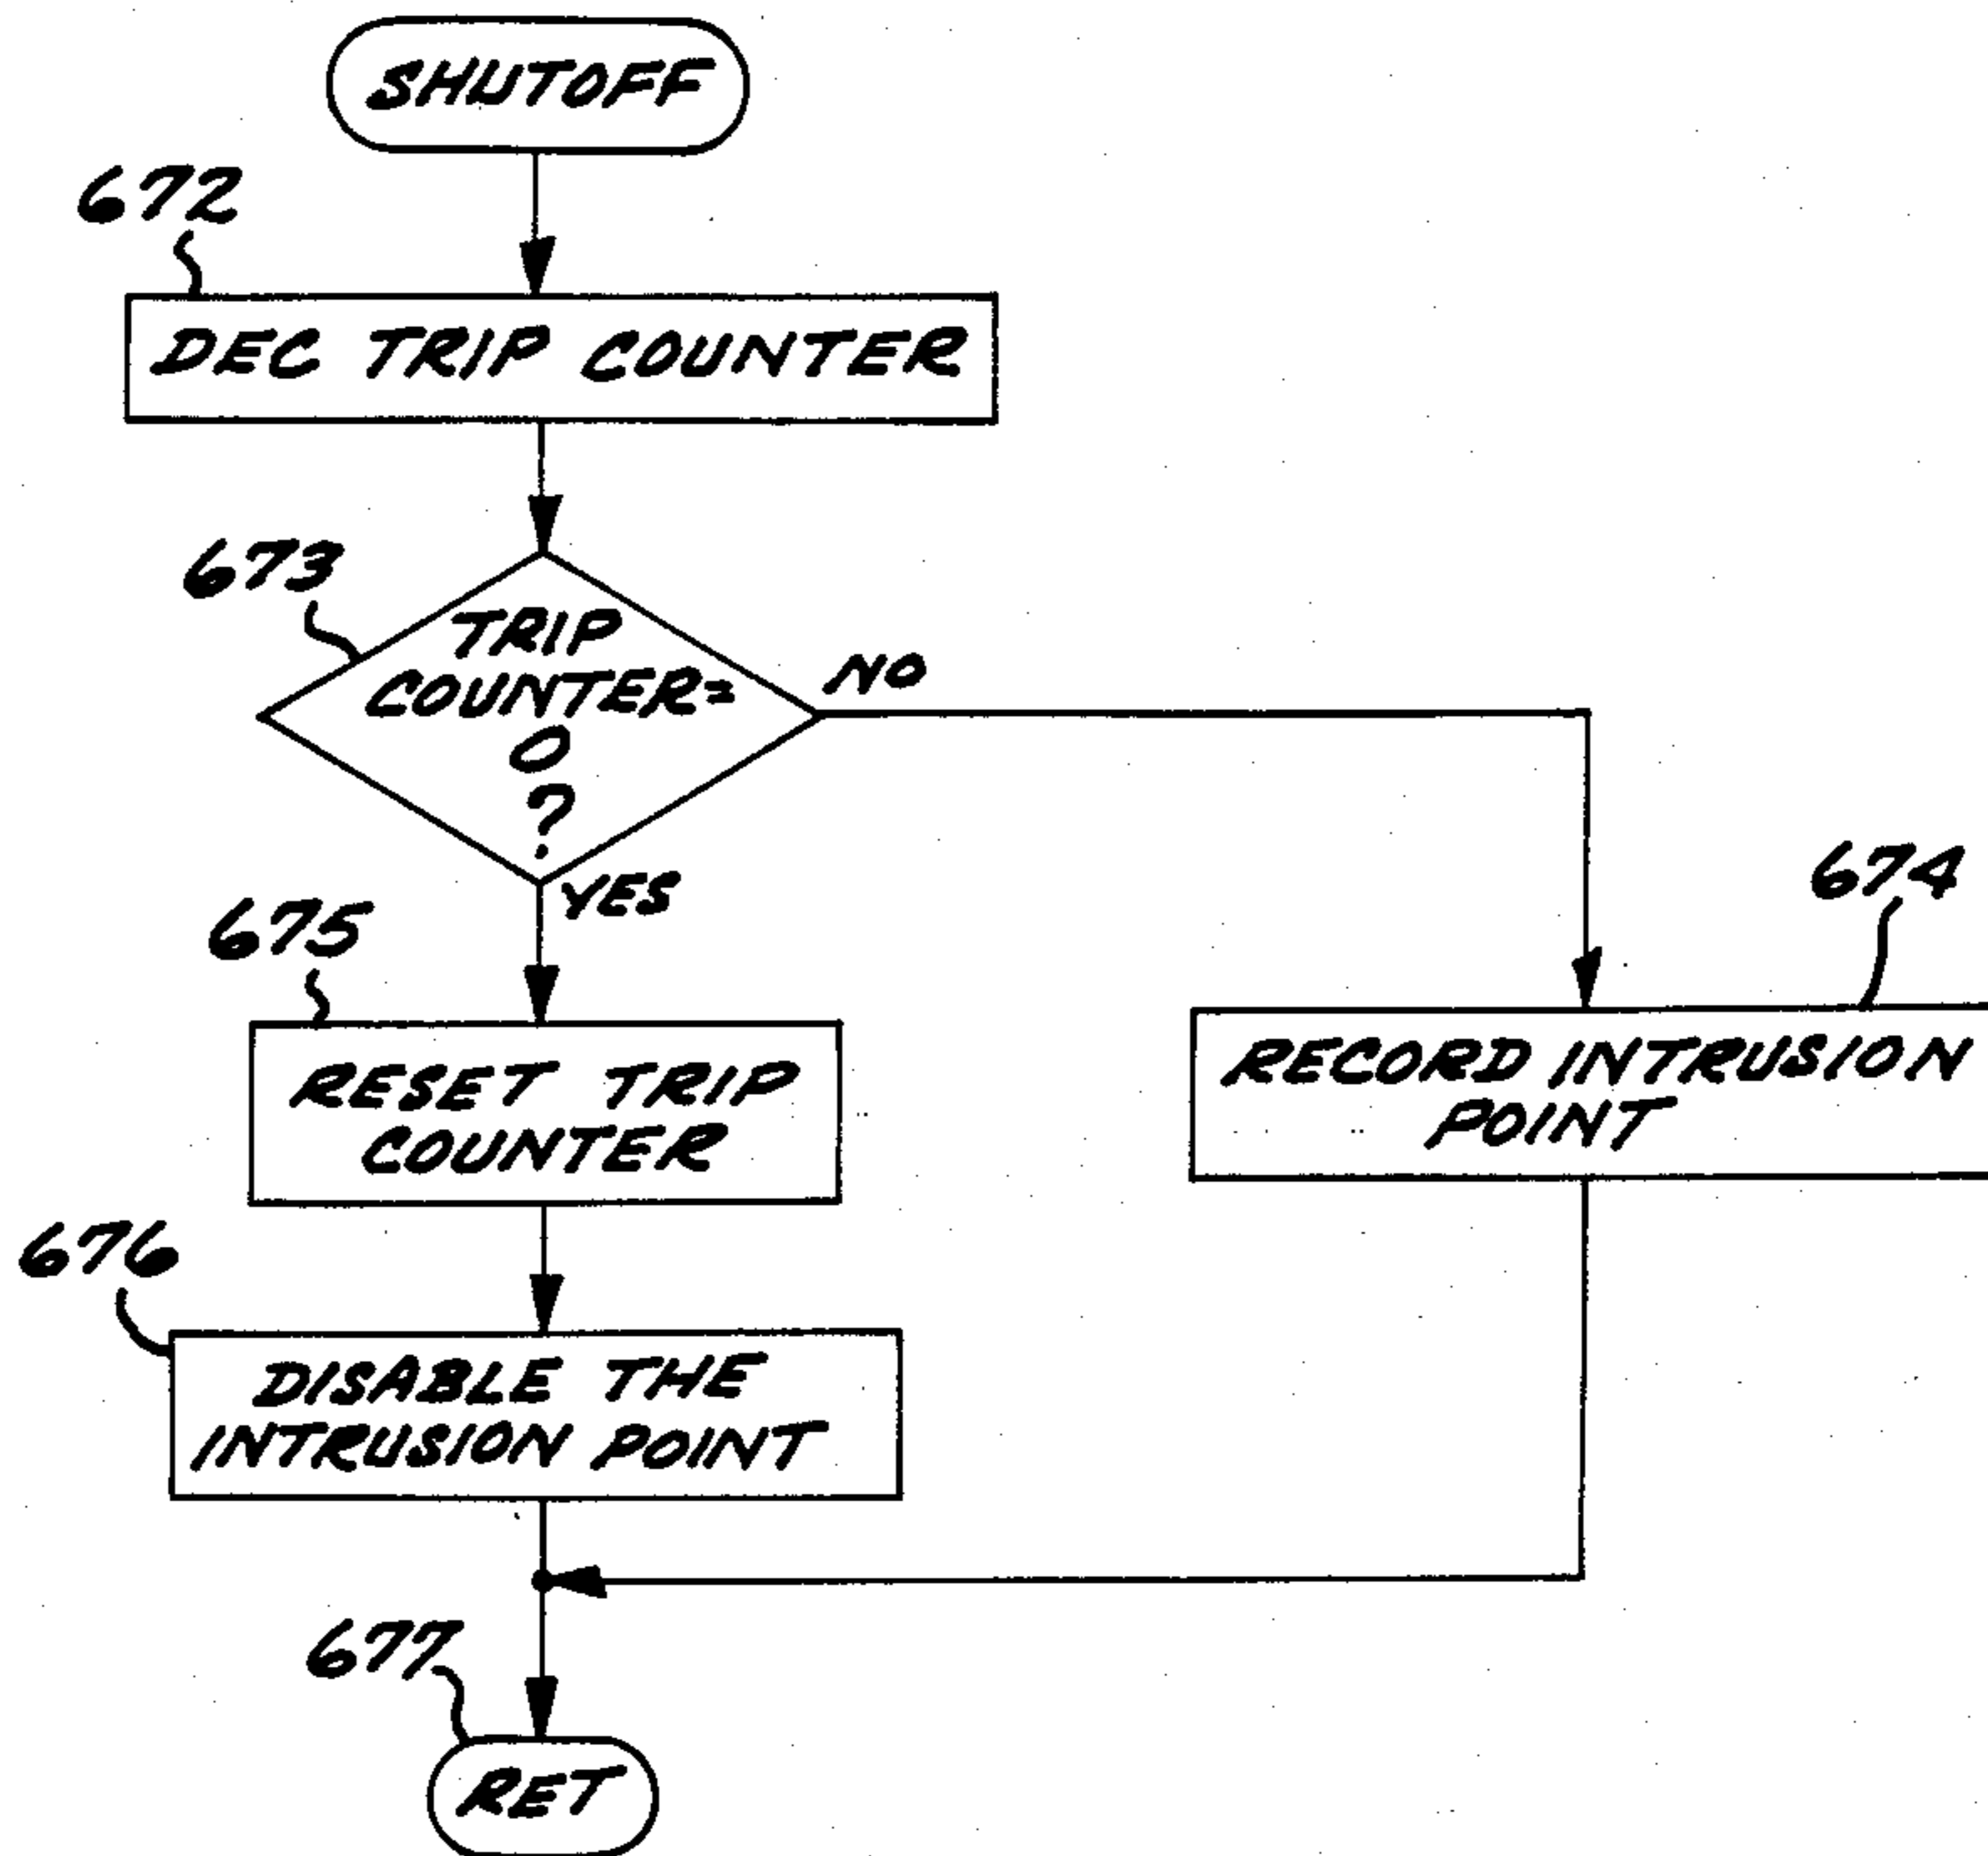 SHUTOFF
672
DEC TRIP COUNTER
673
TRIP
COUNTER=
0
?
NO
YES
674
675
RESET TRIP
COUNTER
RECORD INTRUSION
POINT
676
DISABLE THE
INTRUSION POINT
677
RET